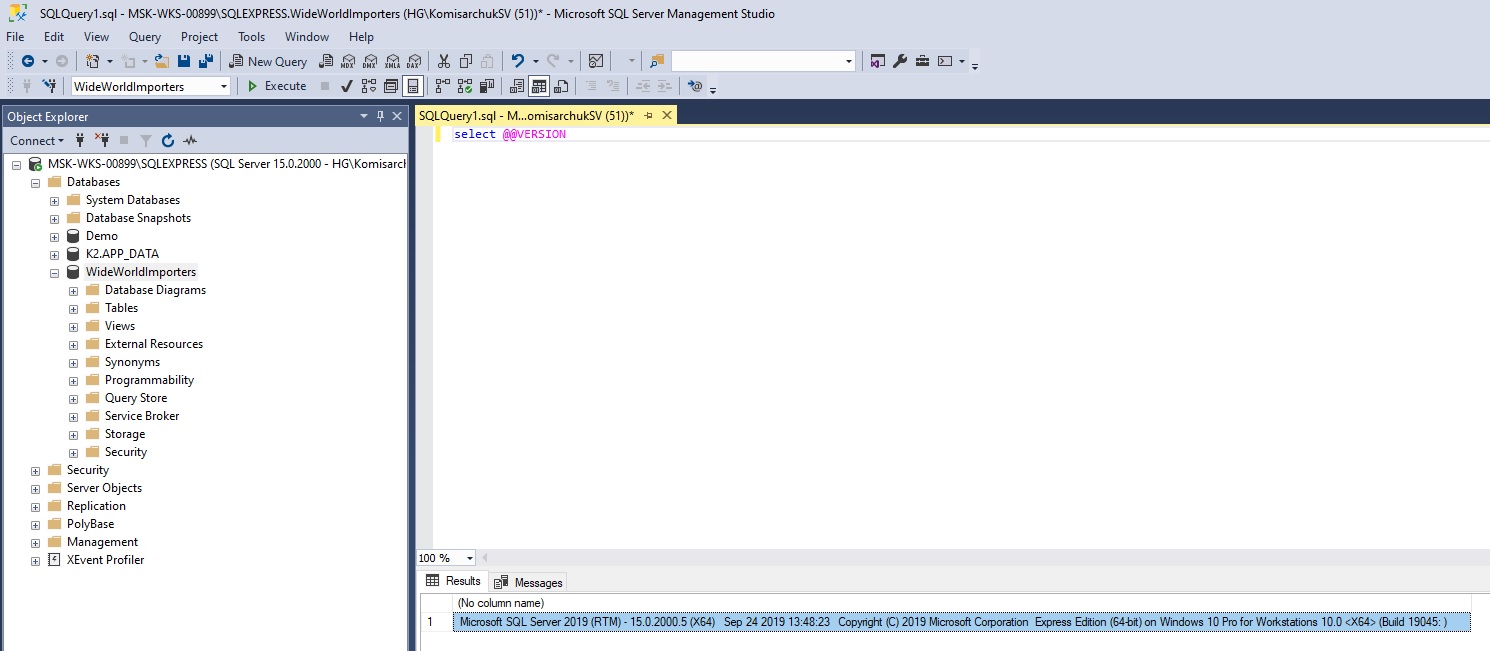 SQLQuery1.sql - MSK-WKS-00899\SQLEXPRESS.WideWorldImporters (HG\KomisarchukSV (51))* - Microsoft SQL Server Management Studio
File Edit View Query Project Tools Window Help
New Query MDX DMX XMLA DAX
WideWorldImporters Execute
Object Explorer
SQLQuery1.sql - M...omisarchukSV (51))*
Connect
select @@VERSION
MSK-WKS-00899\SQLEXPRESS (SQL Server 15.0.2000 - HG\Komisarch
Databases
System Databases
Database Snapshots
Demo
K2.APP_DATA
WideWorldImporters
Database Diagrams
Tables
Views
External Resources
Synonyms
Programmability
Query Store
Service Broker
Storage
Security
Security
Server Objects
Replication
PolyBase
Management
XEvent Profiler
100 %
Results Messages
(No column name)
1 Microsoft SQL Server 2019 (RTM) - 15.0.2000.5 (X64) Sep 24 2019 13:48:23 Copyright (C) 2019 Microsoft Corporation Express Edition (64-bit) on Windows 10 Pro for Workstations 10.0 <X64> (Build 19045: )